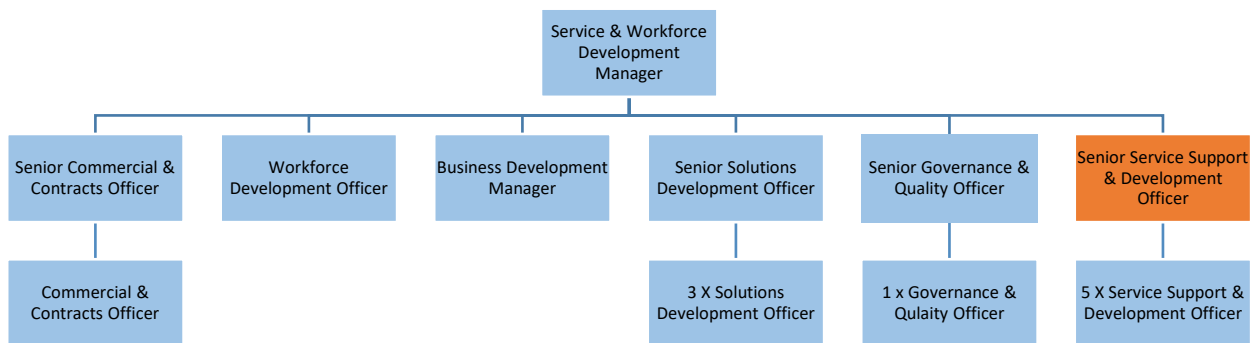 Service & Workforce
Development
Manager
Senior Commercial &
Contracts Officer
Workforce
Development Officer
Business Development
Manager
Senior Solutions
Development Officer
Senior Governance &
Quality Officer
Senior Service Support
& Development
Officer
Commercial &
Contracts Officer
3 X Solutions
Development Officer
1 x Governance &
Qulaity Officer
5 X Service Support &
Development Officer